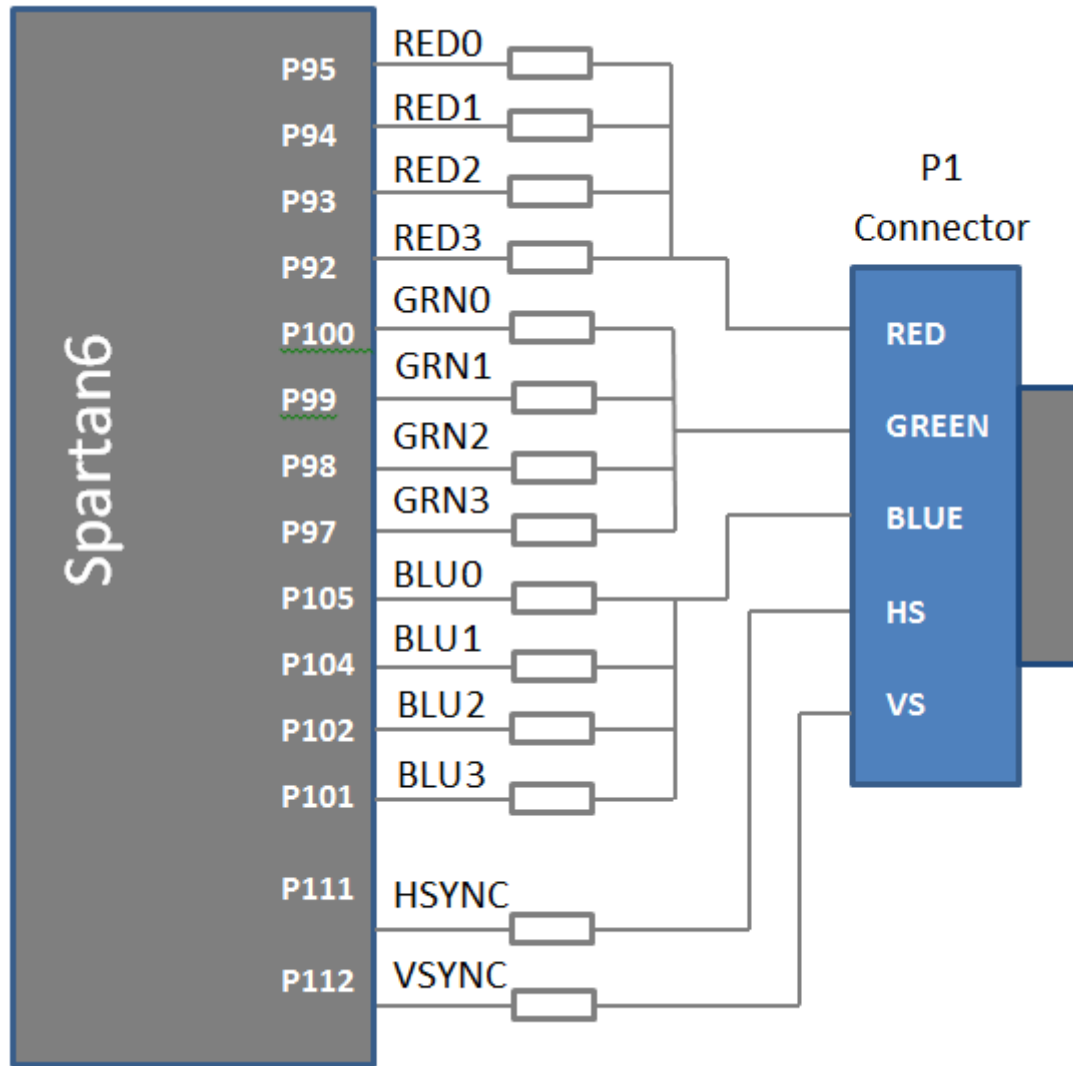 Spartan6
P95
RED0
P94
RED1
P93
RED2
P92
RED3
P100
GRN0
P99
GRN1
P98
GRN2
P97
GRN3
P105
BLU0
P104
BLU1
P102
BLU2
P101
BLU3
P111
HSYNC
P112
VSYNC
P1
Connector
RED
GREEN
BLUE
HS
VS